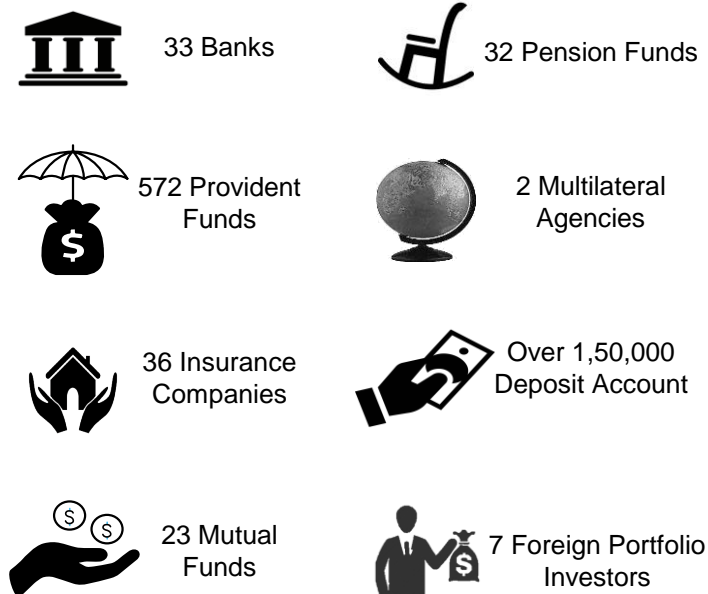 33 Banks
32 Pension Funds
572 Provident
Funds
2 Multilateral
Agencies
36 Insurance
Companies
Over 1,50,000
Deposit Account
23 Mutual
Funds
7 Foreign Portfolio
Investors
$
$
$
$